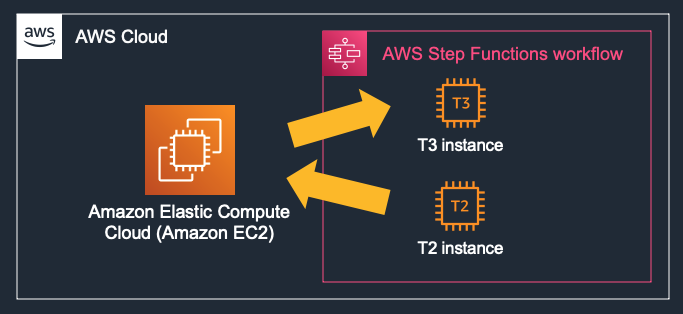 aws
AWS Cloud
AWS Step Functions workflow
T3
T3 instance
Amazon Elastic Compute
Cloud (Amazon EC2)
T2
T2 instance